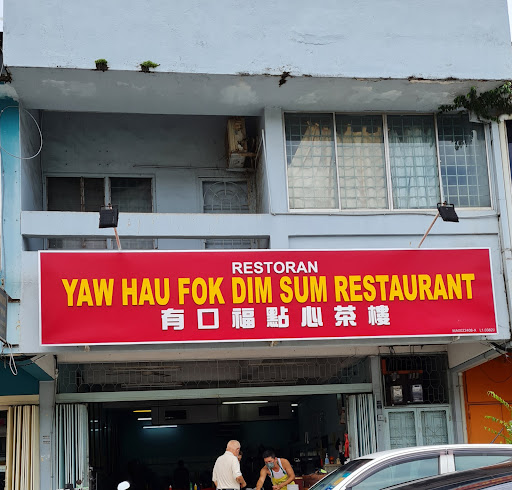 RESTORAN
YAW HAU FOK DIM SUM RESTAURANT
有口福點心茶樓